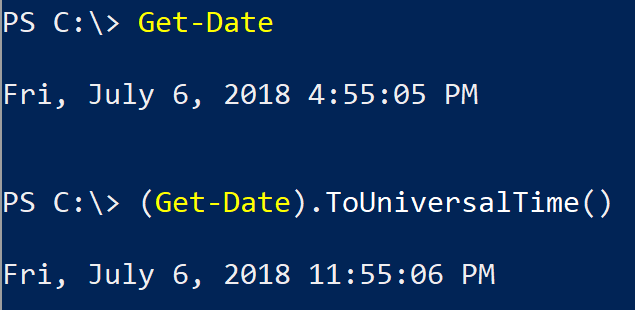 PS C:\> Get-Date
Fri, July 6, 2018 4:55:05 PM
PS C:\> (Get-Date).ToUniversalTime()
Fri, July 6, 2018 11:55:06 PM